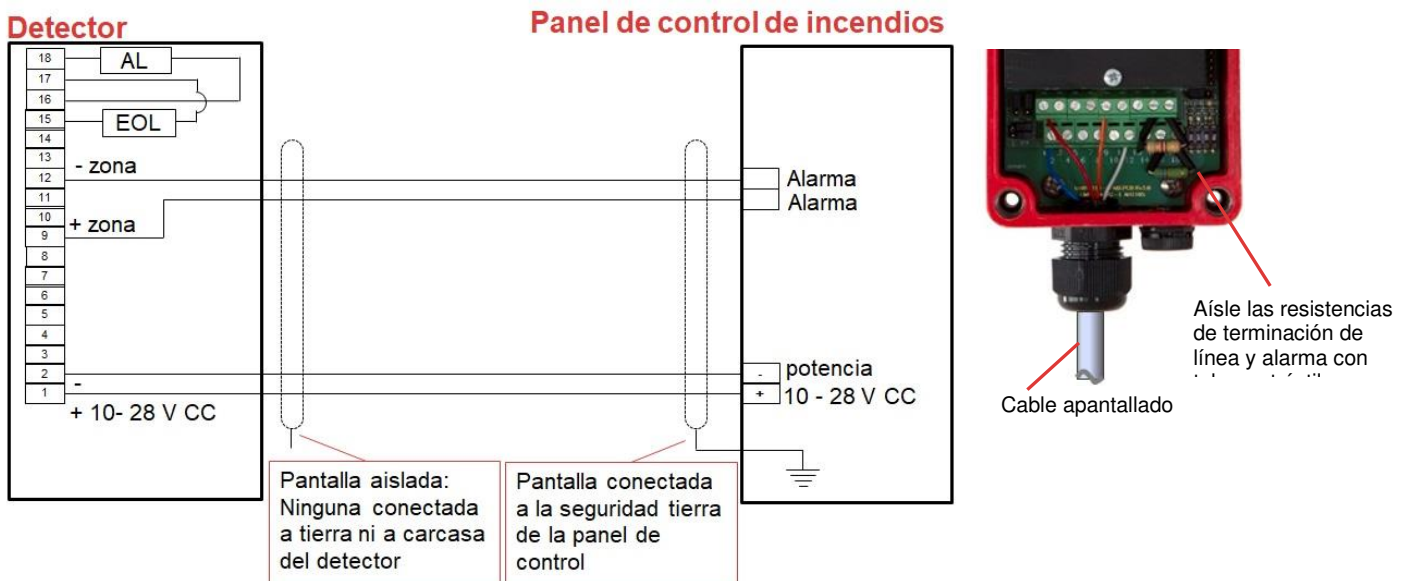 Detector
Panel de control de incendios
18
AL
17
16
15
EOL
14
13
- zona
12
11
10
+ zona
9
8
7
6
5
4
3
2
-
1
+ 10- 28 V CC
Alarma
Alarma
- potencia
+ 10 - 28 V CC
Pantalla aislada:
Ninguna conectada
a tierra ni a carcasa
del detector
Pantalla conectada
a la seguridad tierra
de la panel de
control
Aísle las resistencias
de terminación de
línea y alarma con
Cable apantallado